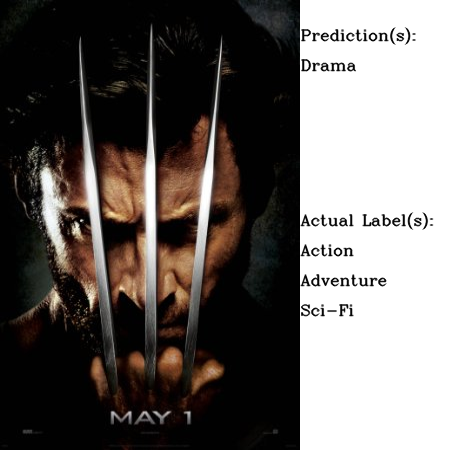 Prediction(s):
Drama
Actual Label(s):
Action
Adventure
Sci-Fi
MAY 1